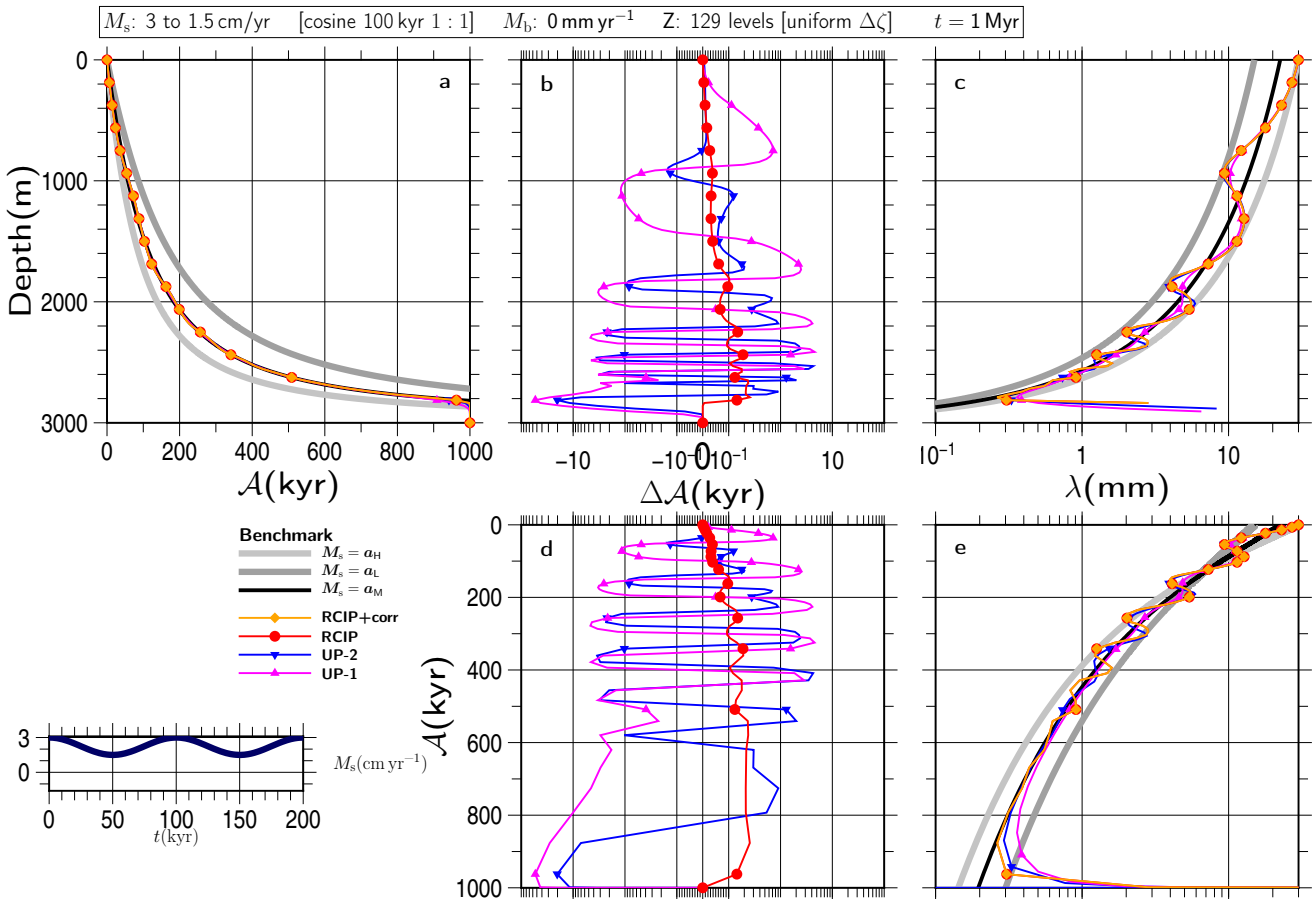 Mₛ: 3 to 1.5 cm/yr [cosine 100 kyr 1 : 1] M_b: 0 mm yr⁻¹ Z: 129 levels [uniform Δζ] t = 1 Myr
a
b
c
0
1000
2000
3000
Depth(m)
0 200 400 600 800 1000
𝒜(kyr)
−10 −10⁻¹ 0 10⁻¹ 10
Δ𝒜(kyr)
10⁻¹ 1 10
λ(mm)
Benchmark
Mₛ = a_H
Mₛ = a_L
Mₛ = a_M
RCIP+corr
RCIP
UP-2
UP-1
3
0
Mₛ(cm yr⁻¹)
0 50 100 150 200
t(kyr)
d
e
0
200
400
600
800
1000
𝒜(kyr)